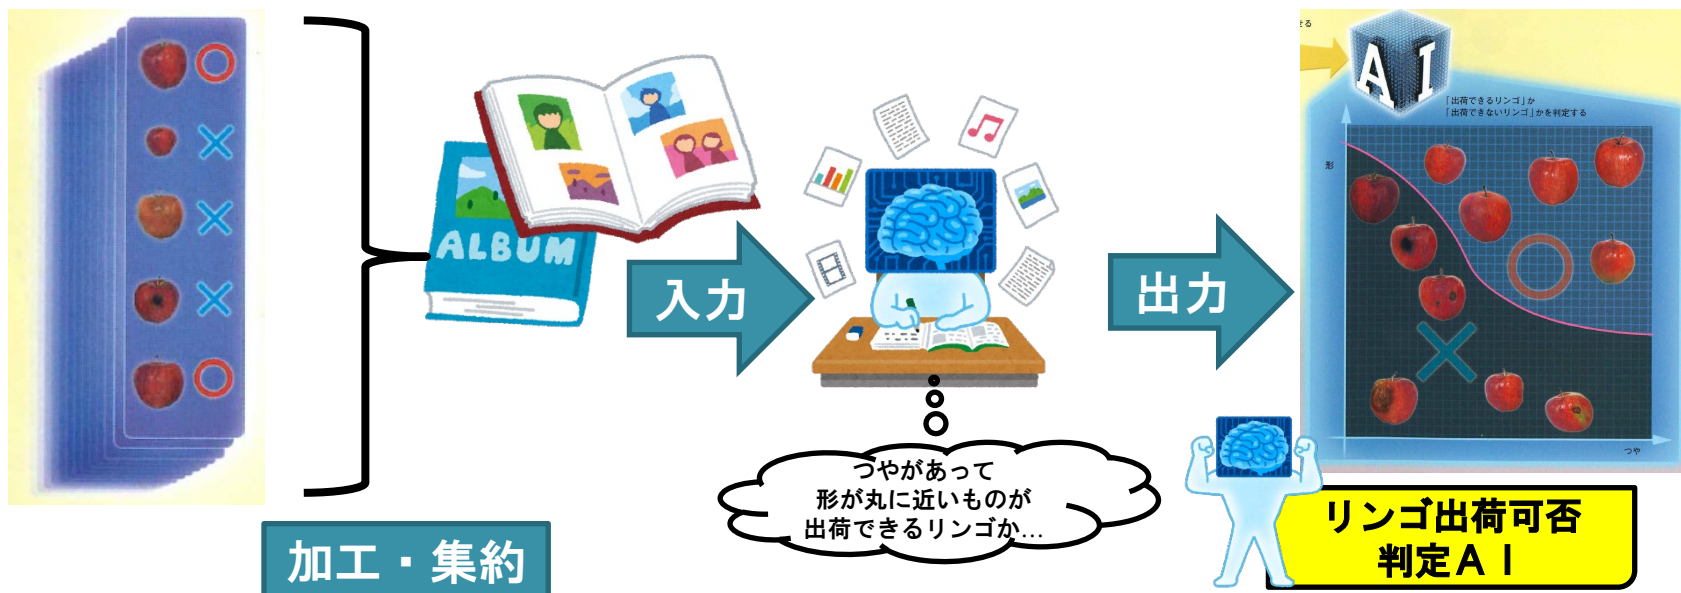 せる
AI
「出荷できるリンゴ」か
「出荷できないリンゴ」かを判定する
形
ALBUM
入力
出力
つや
つやがあって
形が丸に近いものが
出荷できるリンゴか…
リンゴ出荷可否
判定AI
加工・集約